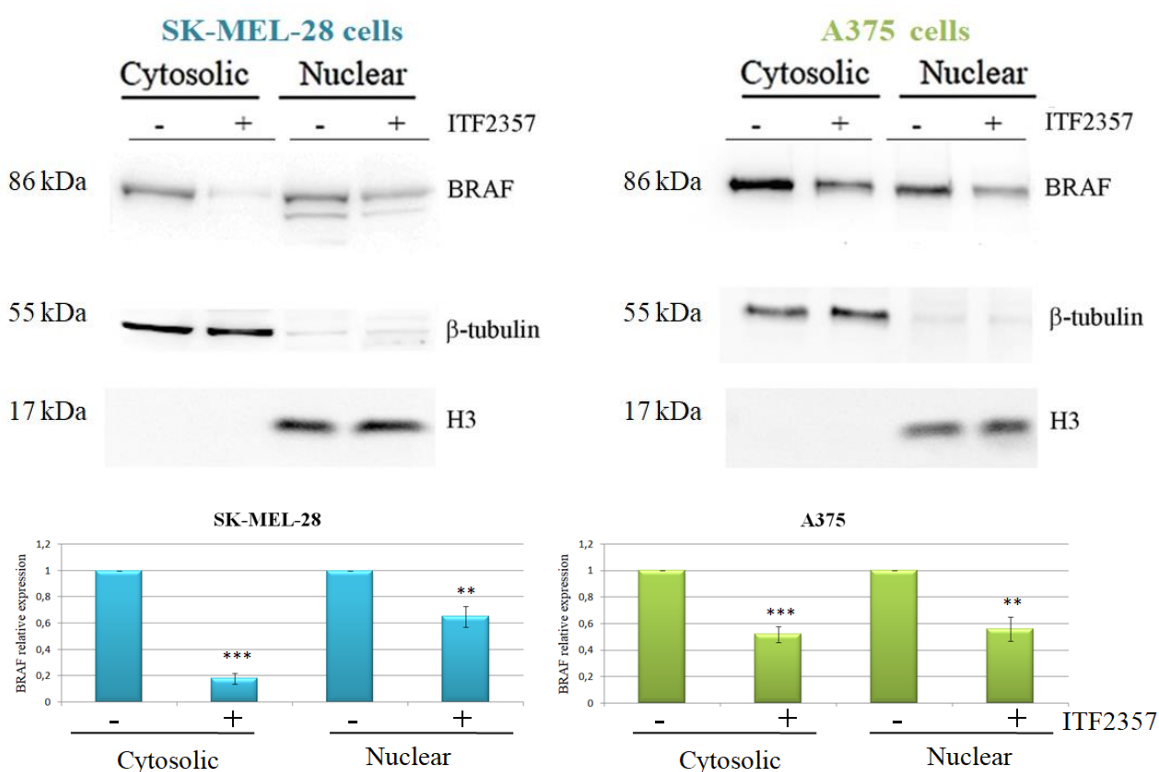 SK-MEL-28 cells
Cytosolic Nuclear
- + - + ITF2357
86 kDa BRAF
55 kDa β-tubulin
17 kDa H3
A375 cells
Cytosolic Nuclear
- + - + ITF2357
86 kDa BRAF
55 kDa β-tubulin
17 kDa H3
SK-MEL-28
BRAF relative expression
1,2
1
0,8
0,6
0,4
0,2
0
***
**
- + - +
Cytosolic Nuclear
A375
BRAF relative expression
1,2
1
0,8
0,6
0,4
0,2
0
***
**
- + - + ITF2357
Cytosolic Nuclear